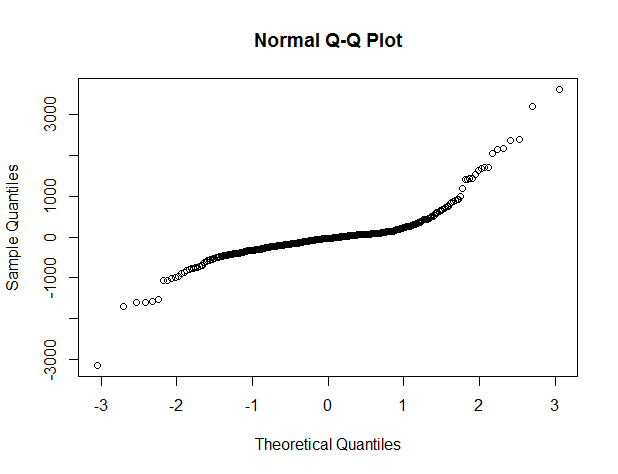 Normal Q-Q Plot
Sample Quantiles
3000
1000
0
-1000
-3000
-3 -2 -1 0 1 2 3
Theoretical Quantiles